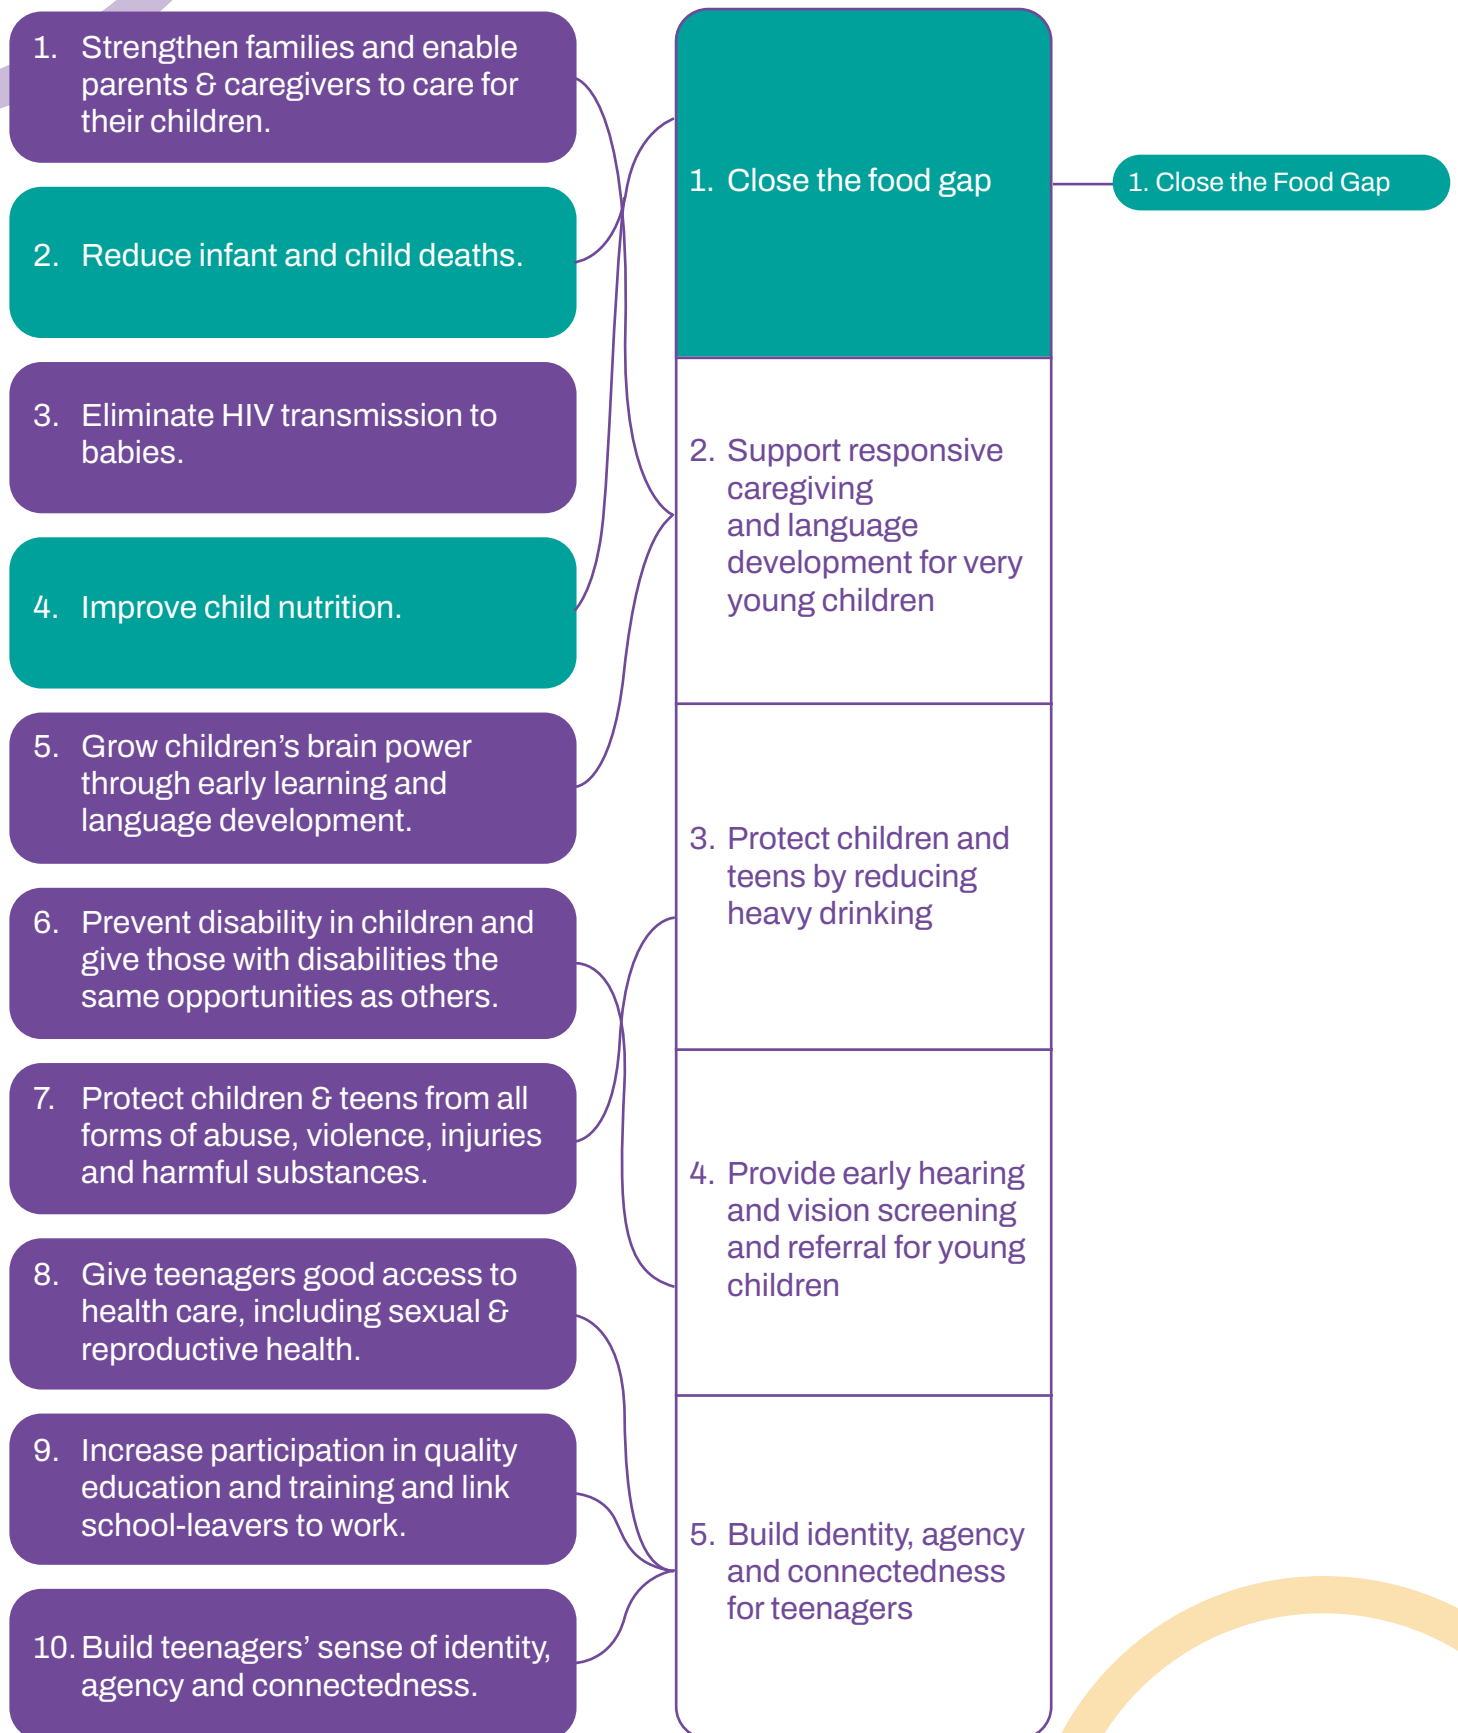 1. Strengthen families and enable
parents & caregivers to care for
their children.
2. Reduce infant and child deaths.
3. Eliminate HIV transmission to
babies.
4. Improve child nutrition.
5. Grow children’s brain power
through early learning and
language development.
6. Prevent disability in children and
give those with disabilities the
same opportunities as others.
7. Protect children & teens from all
forms of abuse, violence, injuries
and harmful substances.
8. Give teenagers good access to
health care, including sexual &
reproductive health.
9. Increase participation in quality
education and training and link
school-leavers to work.
10. Build teenagers’ sense of identity,
agency and connectedness.
1. Close the food gap
2. Support responsive
caregiving
and language
development for very
young children
3. Protect children and
teens by reducing
heavy drinking
4. Provide early hearing
and vision screening
and referral for young
children
5. Build identity, agency
and connectedness
for teenagers
1. Close the Food Gap